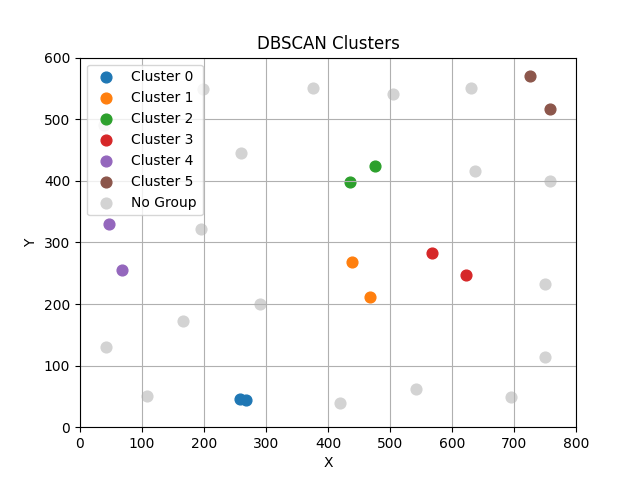 DBSCAN Clusters
Cluster 0
Cluster 1
Cluster 2
Cluster 3
Cluster 4
Cluster 5
No Group
600
500
400
300
200
100
0
Y
0 100 200 300 400 500 600 700 800
X